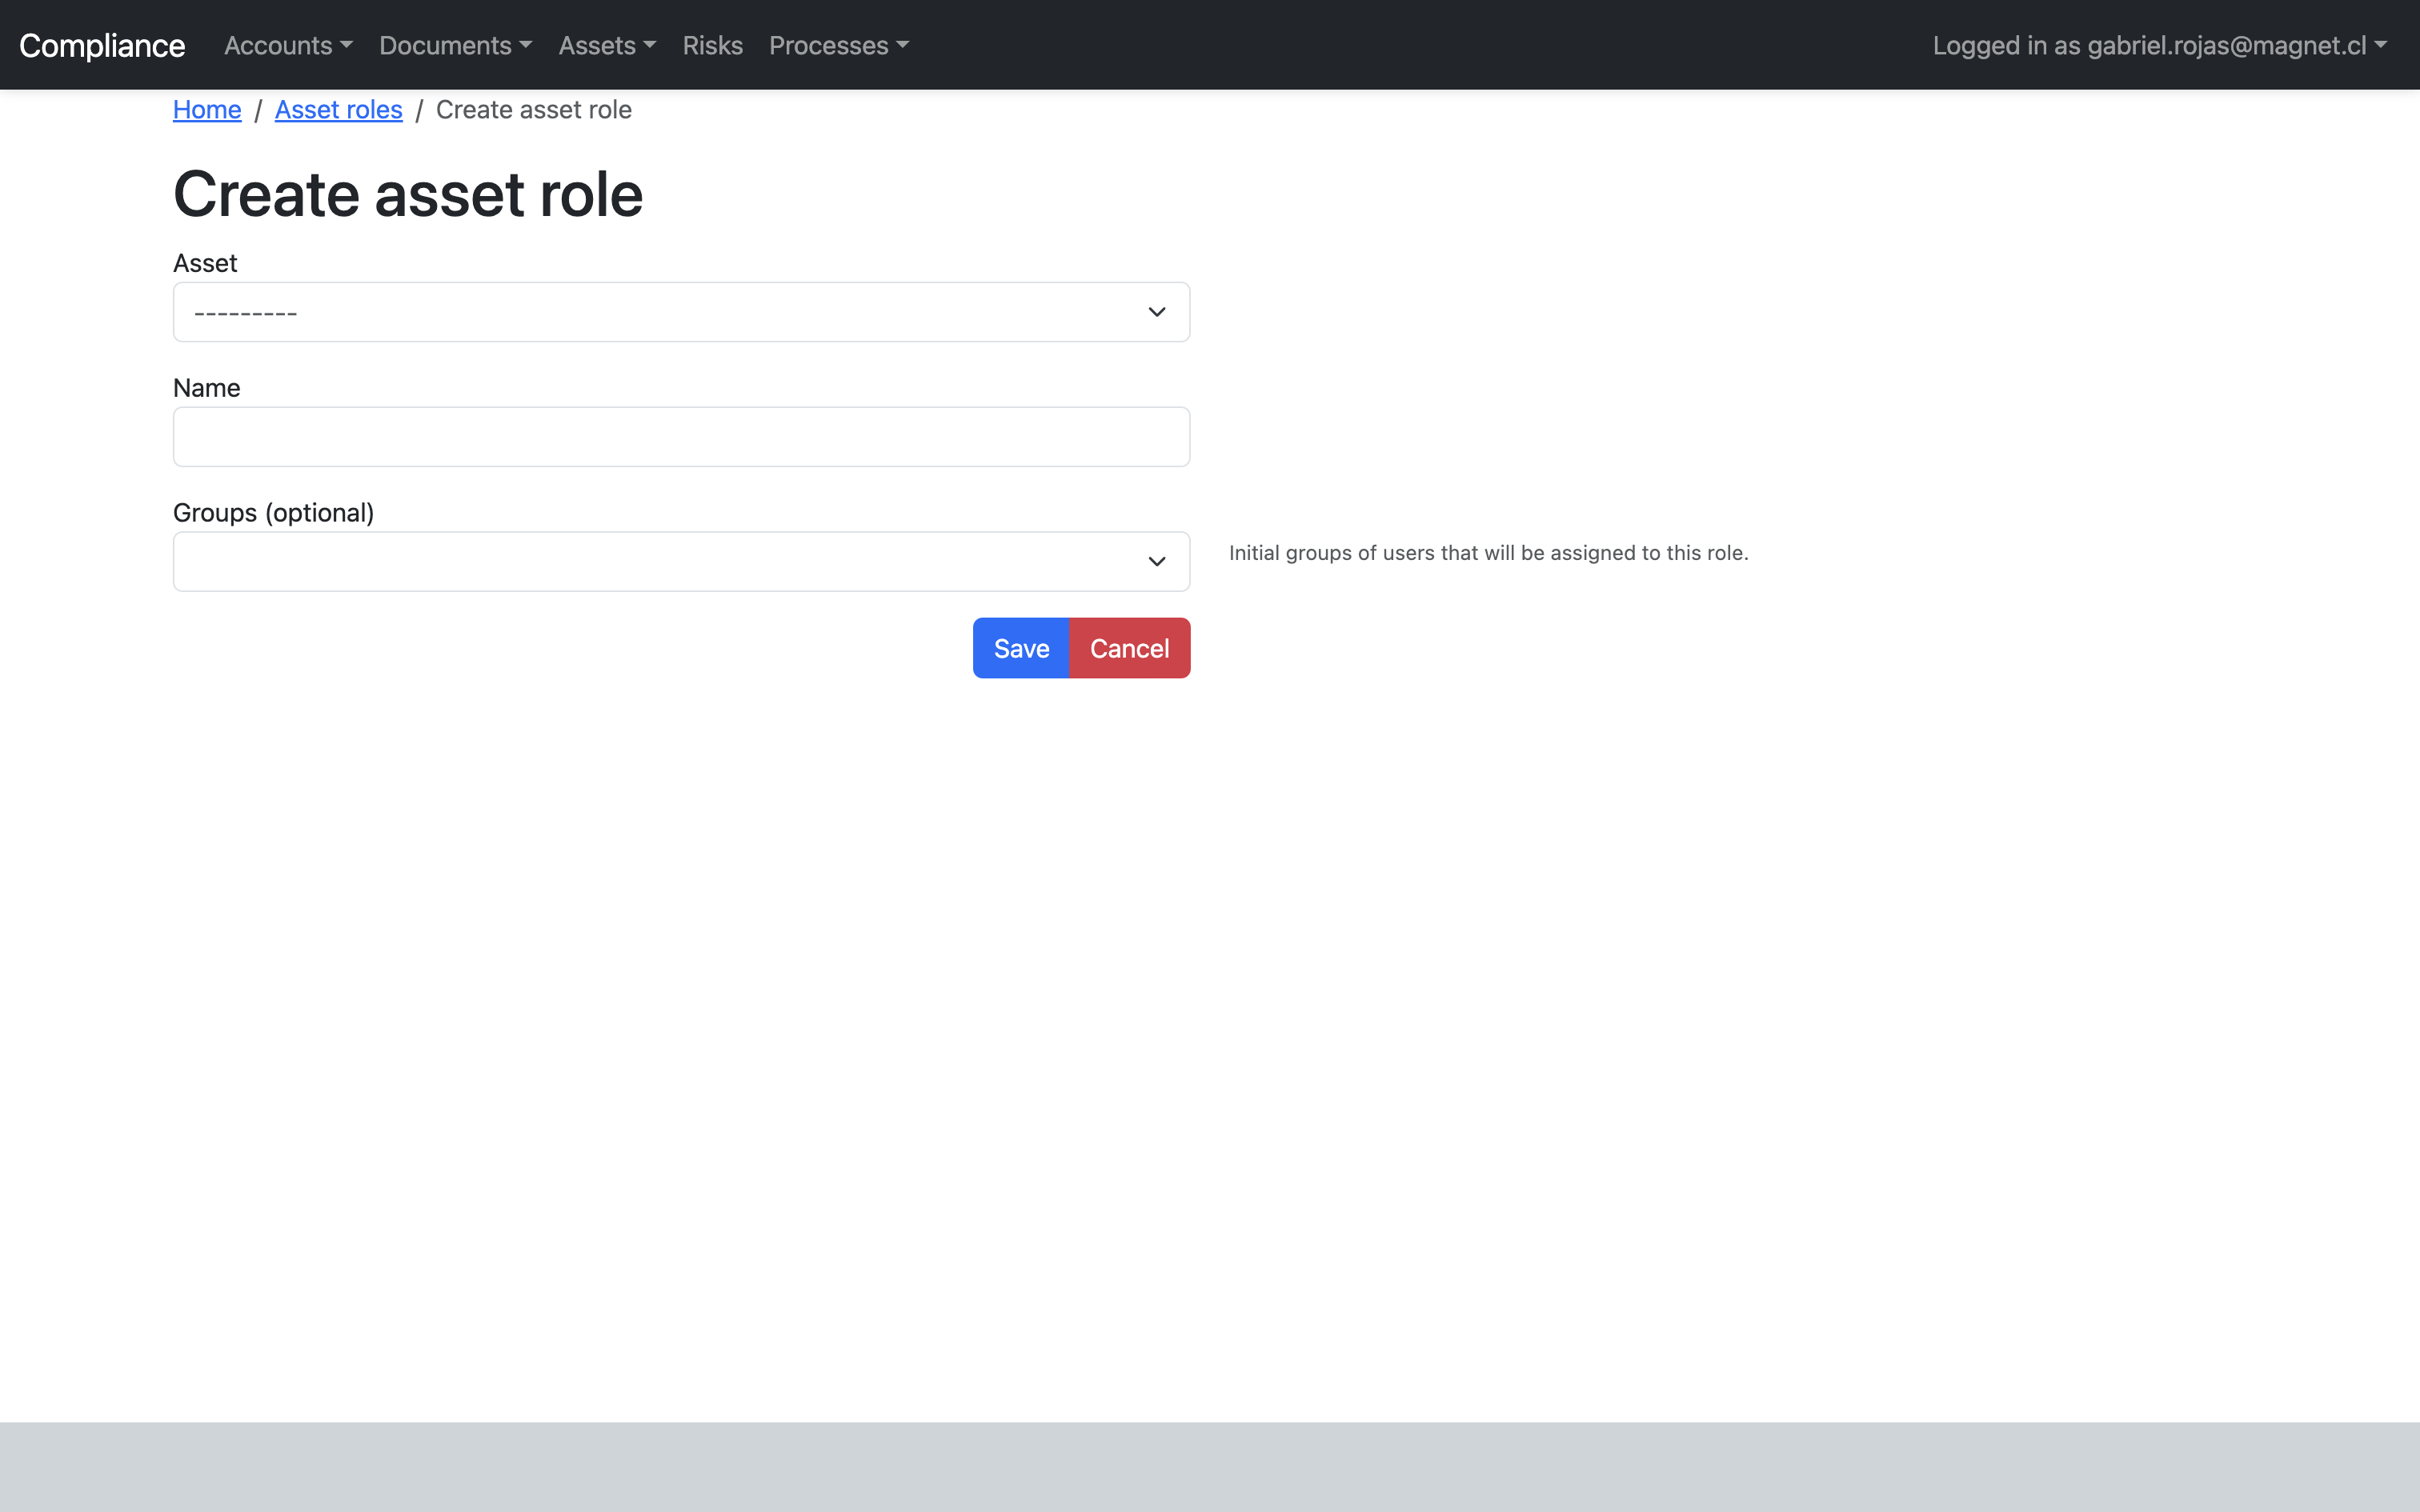 Compliance Accounts Documents Assets Risks Processes Logged in as gabriel.rojas@magnet.cl
Home / Asset roles / Create asset role
Create asset role
Asset
---------
Name
Groups (optional)
Initial groups of users that will be assigned to this role.
Save Cancel